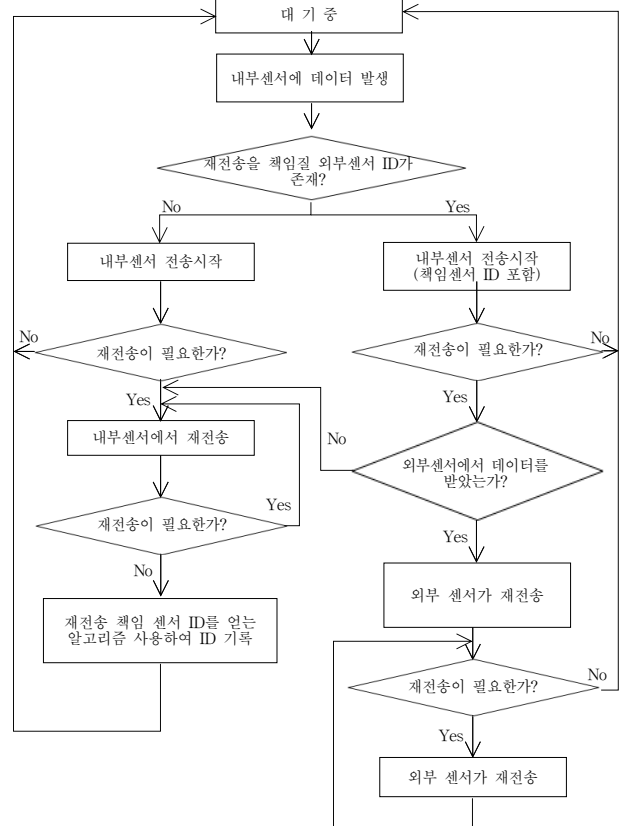 대 기 중
내부센서에 데이터 발생
재전송을 책임질 외부센서 ID가
존재?
No
Yes
내부센서 전송시작
내부센서 전송시작
(책임센서 ID 포함)
No
재전송이 필요한가?
재전송이 필요한가?
No
Yes
Yes
내부센서에서 재전송
No
외부센서에서 데이터를
받았는가?
재전송이 필요한가?
Yes
Yes
No
재전송 책임 센서 ID를 얻는
알고리즘 사용하여 ID 기록
외부 센서가 재전송
재전송이 필요한가?
No
Yes
외부 센서가 재전송